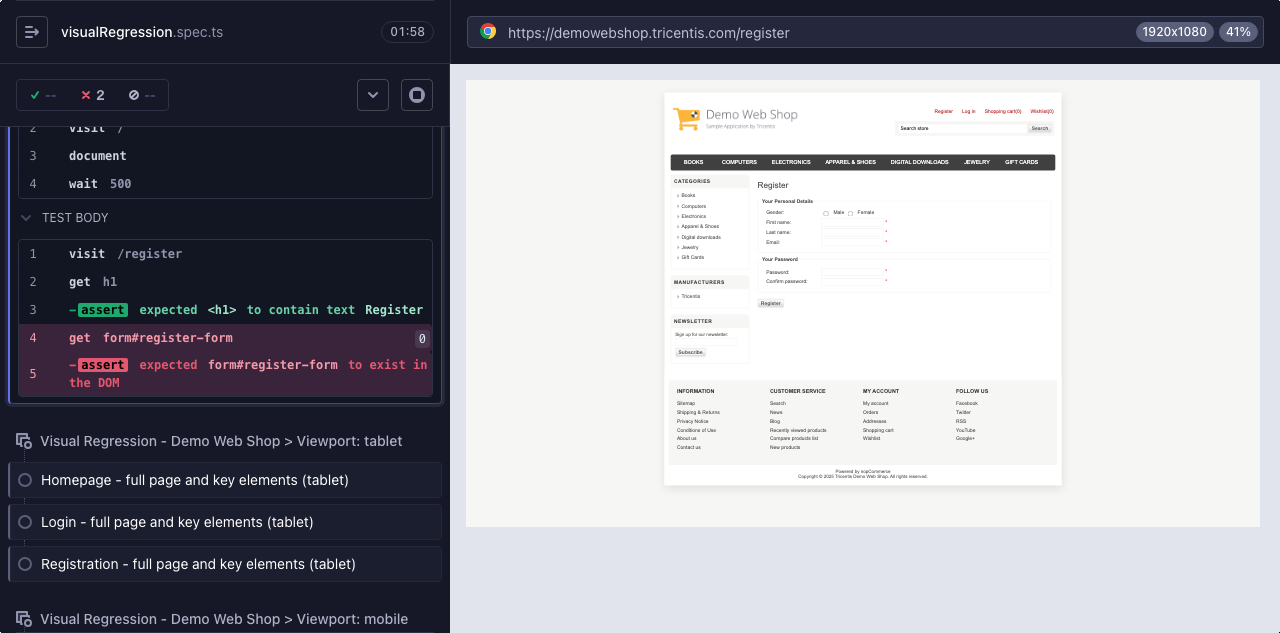 visualRegression.spec.ts
01:58
--
2
--
2 visit /
3 document
4 wait 500
TEST BODY
1 visit /register
2 get h1
3 -assert expected <h1> to contain text Register
4 get form#register-form 0
5 -assert expected form#register-form to exist in
the DOM
Visual Regression - Demo Web Shop > Viewport: tablet
Homepage - full page and key elements (tablet)
Login - full page and key elements (tablet)
Registration - full page and key elements (tablet)
Visual Regression - Demo Web Shop > Viewport: mobile
https://demowebshop.tricentis.com/register
1920x1080
41%
Demo Web Shop
Sample Application by Tricentis
Register Log in Shopping cart(0) Wishlist(0)
Search store
Search
BOOKS COMPUTERS ELECTRONICS APPAREL & SHOES DIGITAL DOWNLOADS JEWELRY GIFT CARDS
CATEGORIES
Books
Computers
Electronics
Apparel & Shoes
Digital downloads
Jewelry
Gift Cards
MANUFACTURERS
Tricentis
NEWSLETTER
Sign up for our newsletter:
Subscribe
Register
Your Personal Details
Gender: Male Female
First name: *
Last name: *
Email: *
Your Password
Password: *
Confirm password: *
Register
INFORMATION
Sitemap
Shipping & Returns
Privacy Notice
Conditions of Use
About us
Contact us
CUSTOMER SERVICE
Search
News
Blog
Recently viewed products
Compare products list
New products
MY ACCOUNT
My account
Orders
Addresses
Shopping cart
Wishlist
FOLLOW US
Facebook
Twitter
RSS
YouTube
Google+
Powered by nopCommerce
Copyright © 2025 Tricentis Demo Web Shop. All rights reserved.